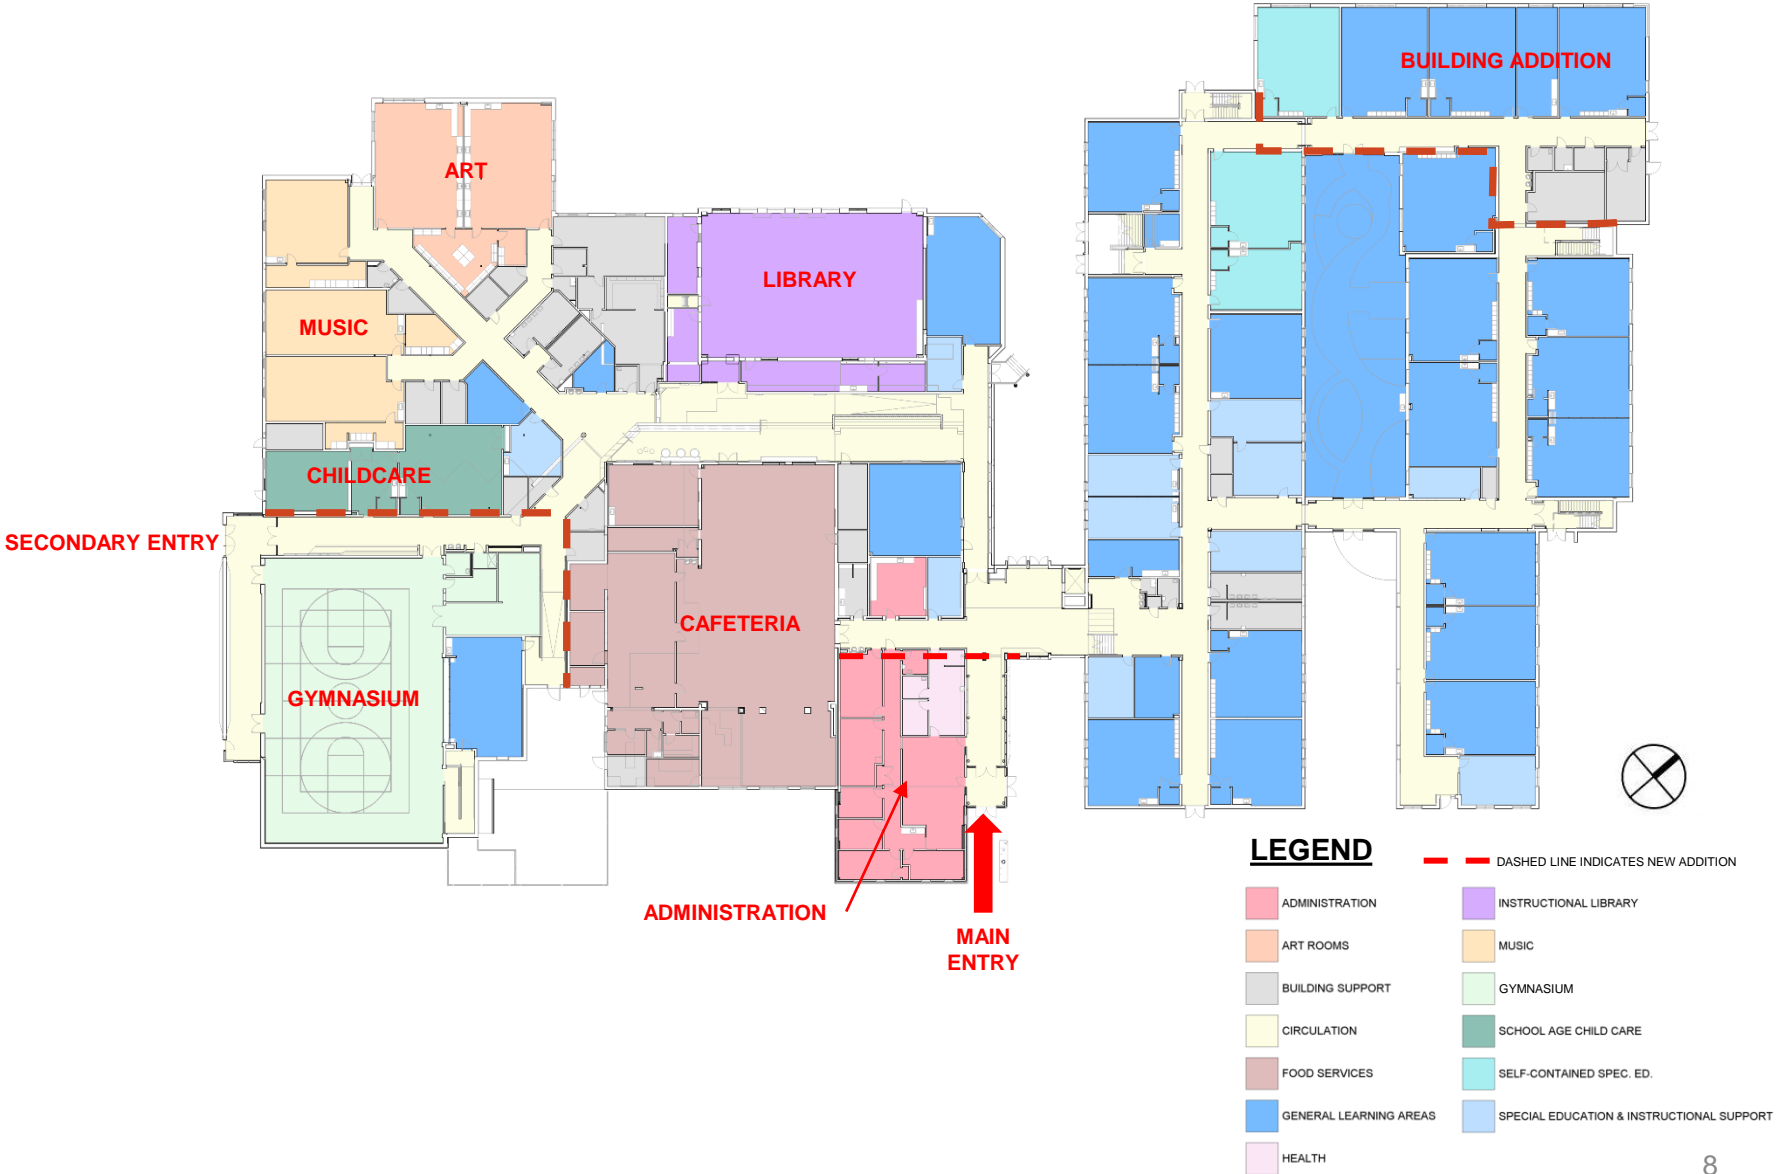 BUILDING ADDITION
ART
LIBRARY
MUSIC
CHILDCARE
SECONDARY ENTRY
CAFETERIA
GYMNASIUM
ADMINISTRATION
MAIN
ENTRY
LEGEND
DASHED LINE INDICATES NEW ADDITION
ADMINISTRATION
INSTRUCTIONAL LIBRARY
ART ROOMS
MUSIC
BUILDING SUPPORT
GYMNASIUM
CIRCULATION
SCHOOL AGE CHILD CARE
FOOD SERVICES
SELF-CONTAINED SPEC. ED.
GENERAL LEARNING AREAS
SPECIAL EDUCATION & INSTRUCTIONAL SUPPORT
HEALTH
8